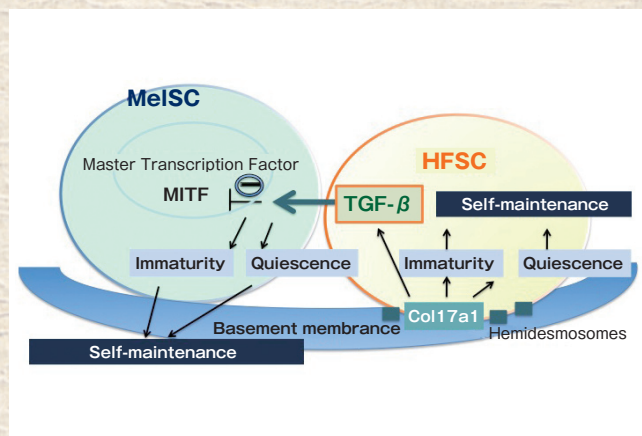 MelSC
HFSC
Master Transcription Factor
MITF
TGF-β
Self-maintenance
Immaturity
Quiescence
Immaturity
Quiescence
Col17a1
Basement membrance
Hemidesmosomes
Self-maintenance